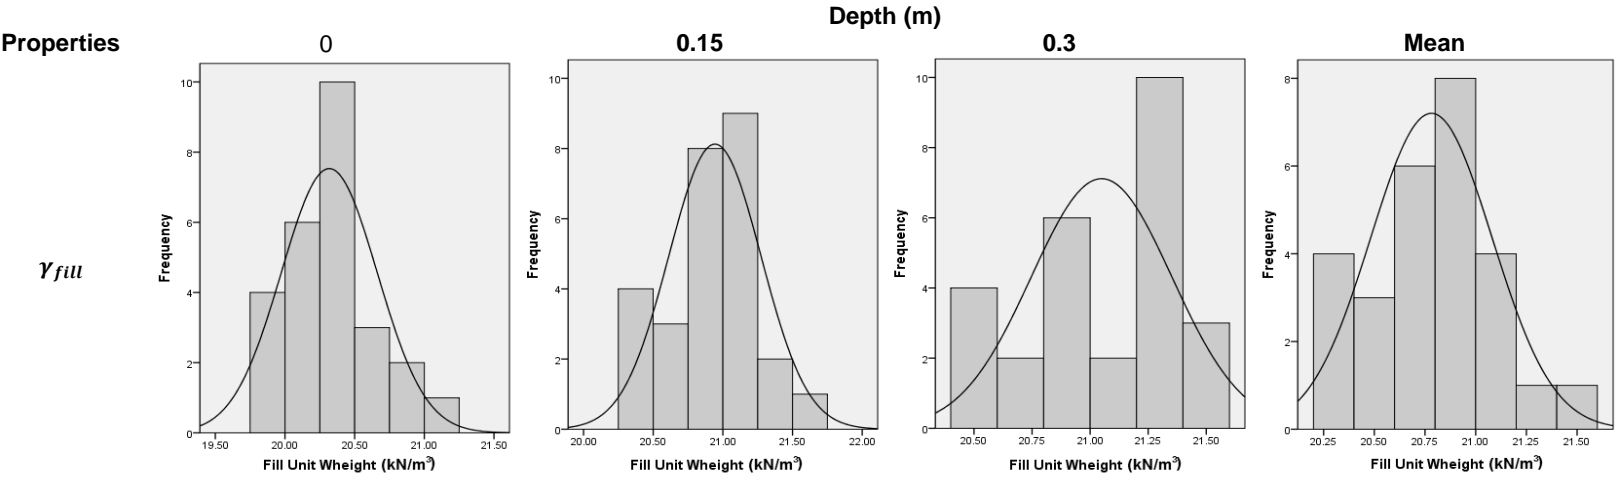 Depth (m)
Properties 0 0.15 0.3 Mean
γfill
Frequency
10
8
6
4
2
0
19.50 20.00 20.50 21.00 21.50
Fill Unit Wheight (kN/m³)
Frequency
10
8
6
4
2
0
20.00 20.50 21.00 21.50 22.00
Fill Unit Wheight (kN/m³)
Frequency
10
8
6
4
2
0
20.50 20.75 21.00 21.25 21.50
Fill Unit Wheight (kN/m³)
Frequency
8
6
4
2
0
20.25 20.50 20.75 21.00 21.25 21.50
Fill Unit Wheight (kN/m³)